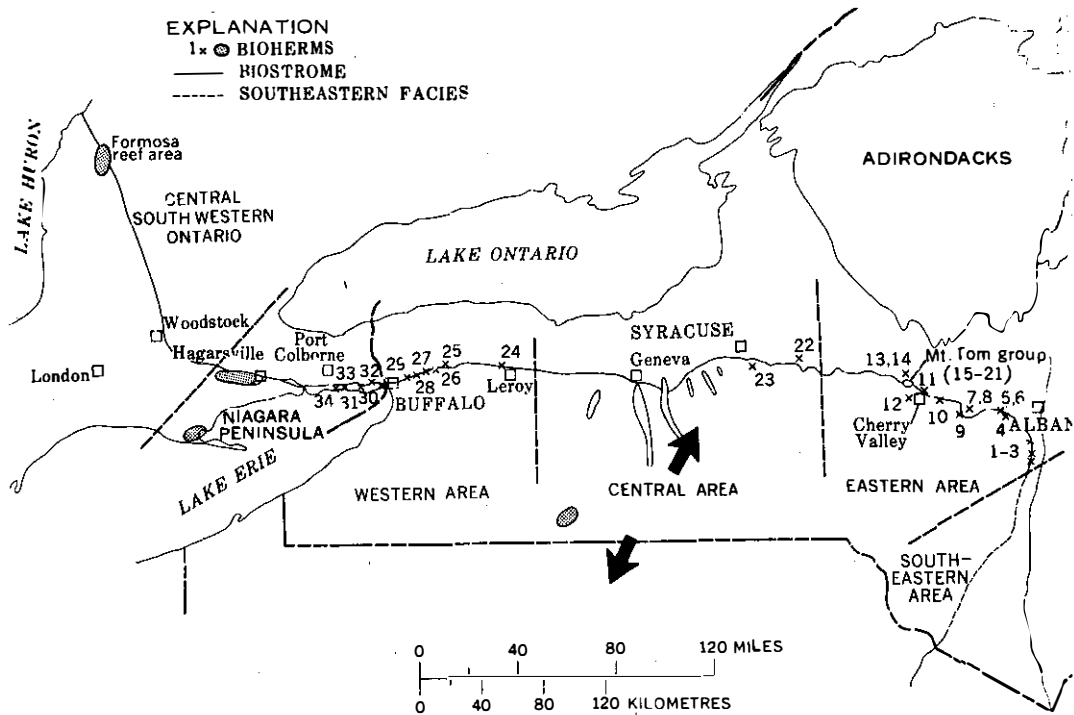 EXPLANATION
1x BIOHERMS
BIOSTROME
SOUTHEASTERN FACIES
LAKE HURON
Formosa
reef area
CENTRAL
SOUTH WESTERN
ONTARIO
ADIRONDACKS
LAKE ONTARIO
Woodstock
Hagarsville
Port
Colborne
London
SYRACUSE
Geneva
22
23
24
Leroy
25
26
27
28
29
BUFFALO
30
31
32
33
34
NIAGARA
PENINSULA
LAKE ERIE
13,14
Mt. Tom group
(15-21)
11
12
Cherry
Valley
10
9
7,8
5,6
4
ALBAN
1-3
WESTERN AREA
CENTRAL AREA
EASTERN AREA
SOUTH-
EASTERN
AREA
0 40 80 120 MILES
0 40 80 120 KILOMETRES